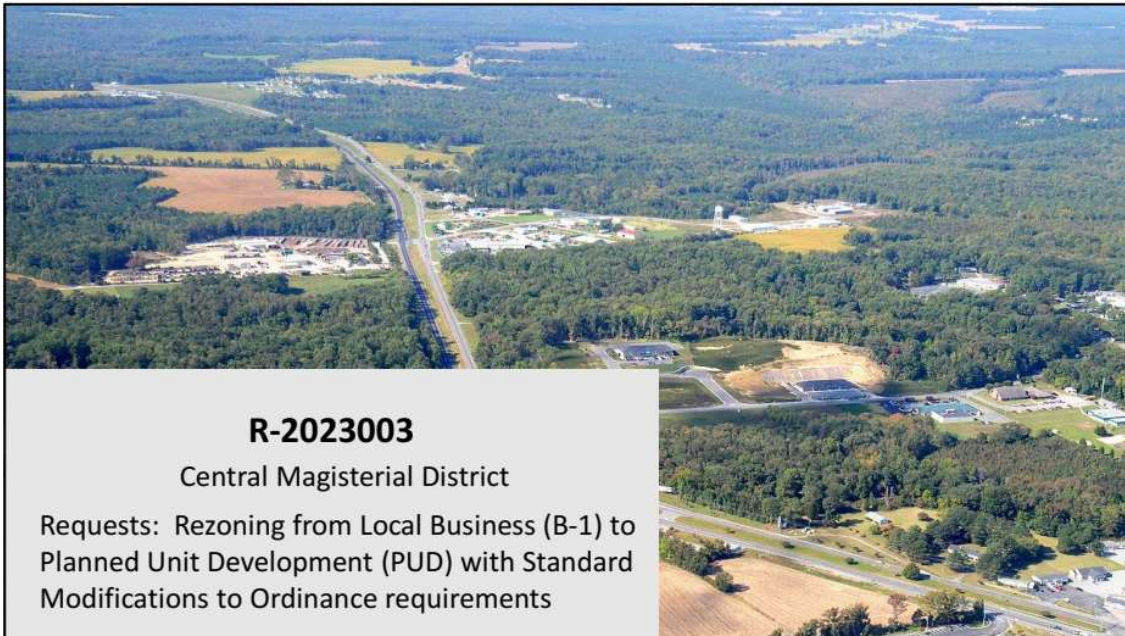 R-2023003
Central Magisterial District
Requests: Rezoning from Local Business (B-1) to
Planned Unit Development (PUD) with Standard
Modifications to Ordinance requirements